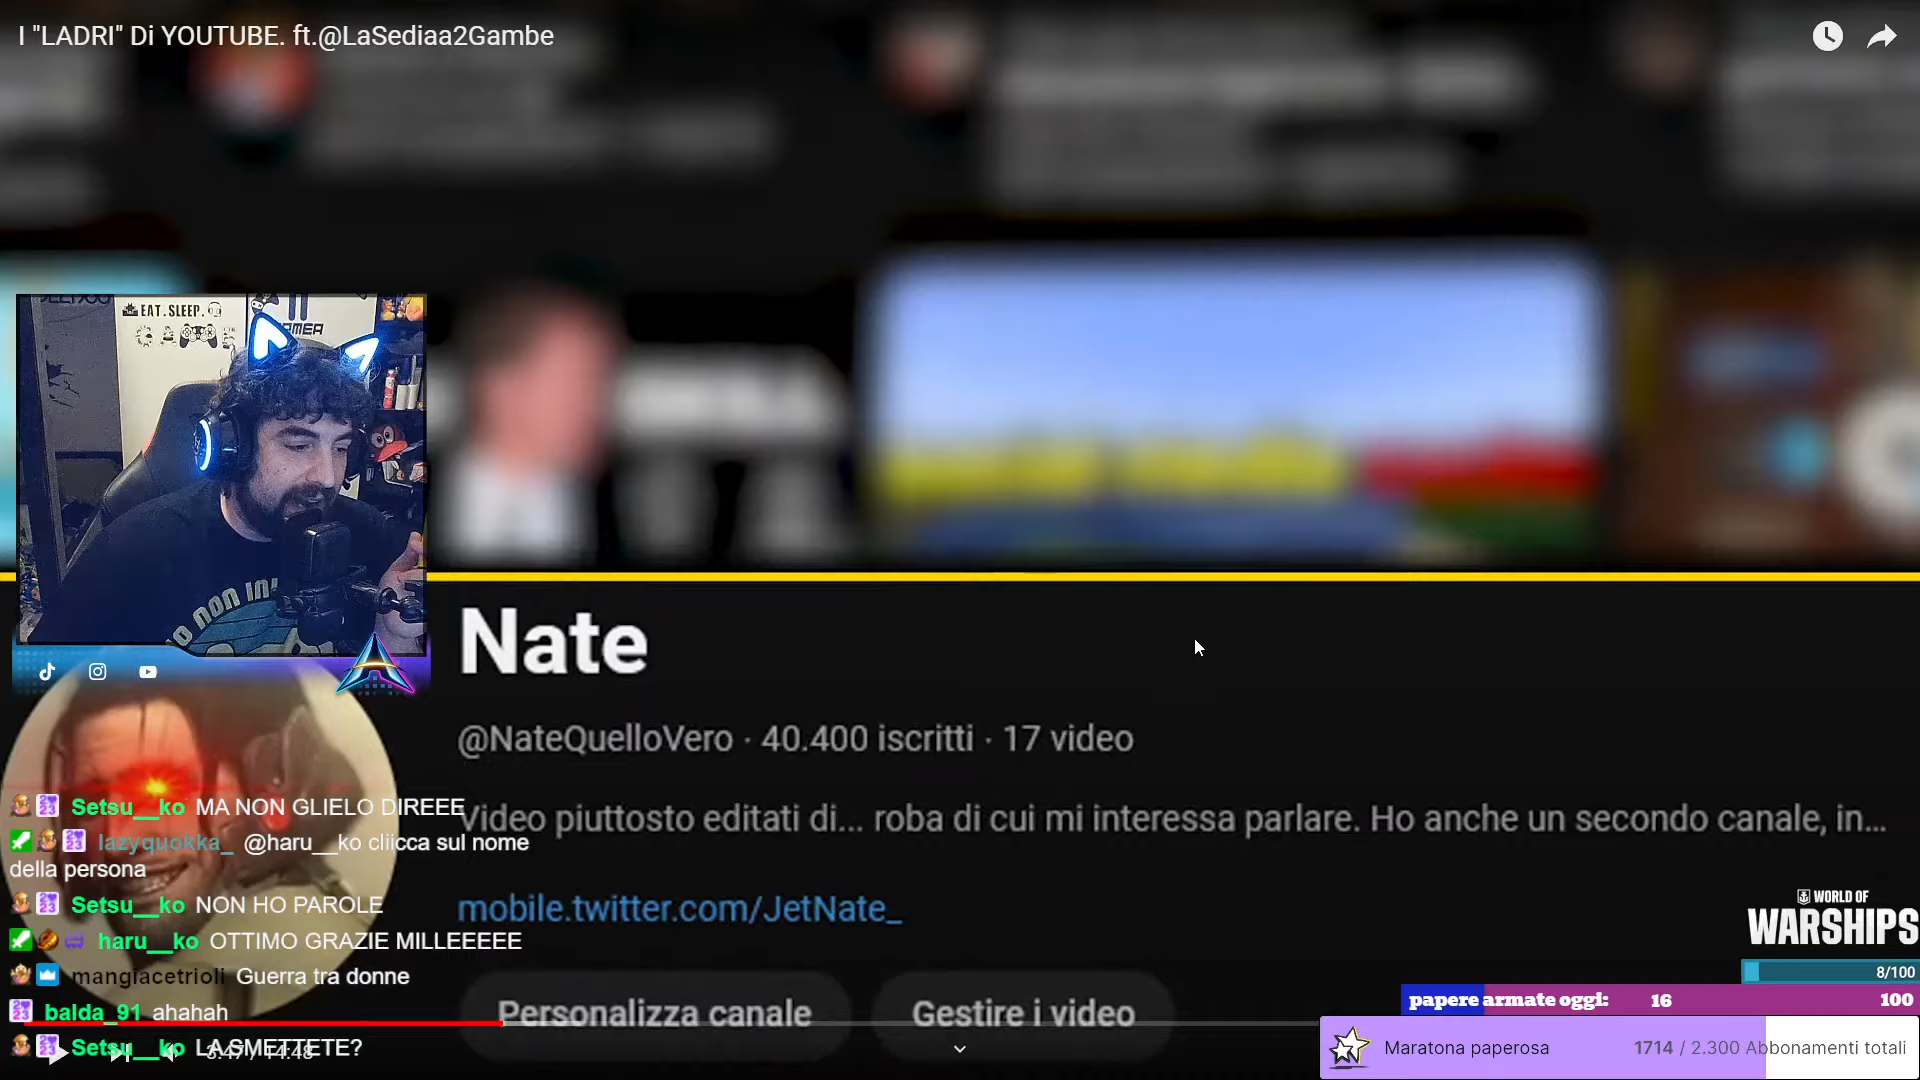 I "LADRI" Di YOUTUBE. ft.@LaSediaa2Gambe
EAT.SLEEP.
GAMER
Nate
@NateQuelloVero · 40.400 iscritti · 17 video
Video piuttosto editati di... roba di cui mi interessa parlare. Ho anche un secondo canale, in...
mobile.twitter.com/JetNate_
Personalizza canale
Gestire i video
Setsu__ko MA NON GLIELO DIREEE
lazyquokka_ @haru__ko cliicca sul nome
della persona
Setsu__ko NON HO PAROLE
haru__ko OTTIMO GRAZIE MILLEEEEE
mangiacetrioli Guerra tra donne
balda_91 ahahah
Setsu__ko LA SMETTETE?
WORLD OF
WARSHIPS
8/100
papere armate oggi: 16 100
Maratona paperosa 1714 / 2.300 Abbonamenti totali